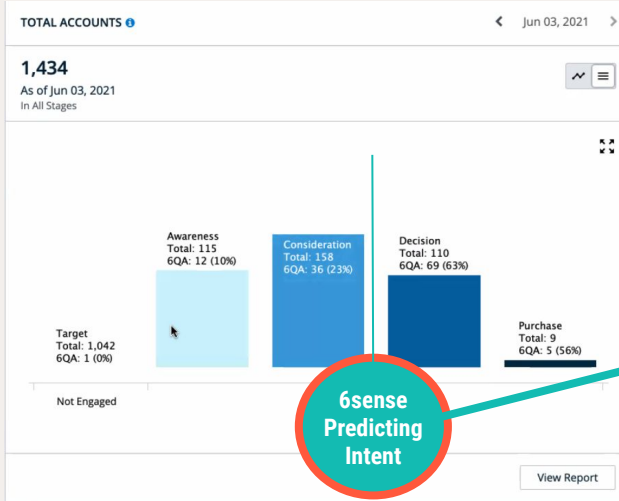 TOTAL ACCOUNTS
Jun 03, 2021
1,434
As of Jun 03, 2021
In All Stages
Target
Total: 1,042
6QA: 1 (0%)
Awareness
Total: 115
6QA: 12 (10%)
Consideration
Total: 158
6QA: 36 (23%)
Decision
Total: 110
6QA: 69 (63%)
Purchase
Total: 9
6QA: 5 (56%)
Not Engaged
6sense
Predicting
Intent
View Report